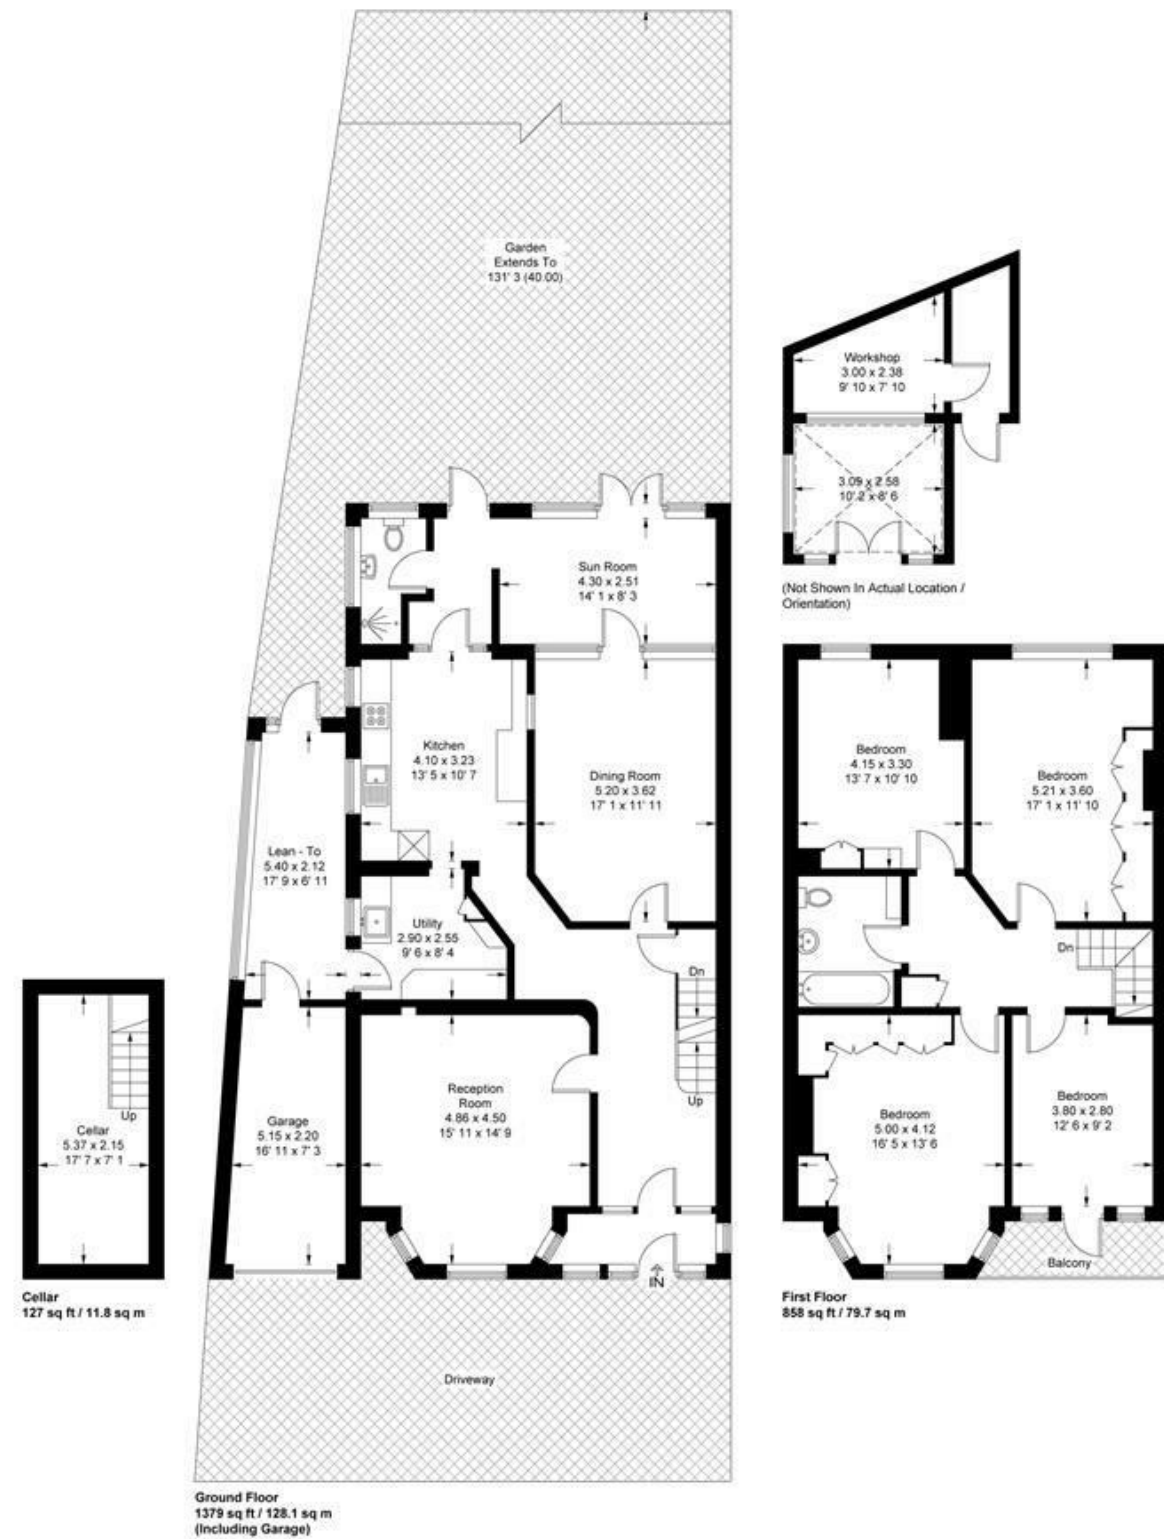 Garden
Extends To
131' 3 (40.00)
Workshop
3.00 x 2.38
9' 10 x 7' 10
3.09 x 2.58
10' 2 x 8' 6
(Not Shown In Actual Location /
Orientation)
Sun Room
4.30 x 2.51
14' 1 x 8' 3
Kitchen
4.10 x 3.23
13' 5 x 10' 7
Dining Room
5.20 x 3.62
17' 1 x 11' 11
Lean - To
5.40 x 2.12
17' 9 x 6' 11
Utility
2.90 x 2.55
9' 6 x 8' 4
Dn
Up
Reception
Room
4.86 x 4.50
15' 11 x 14' 9
Garage
5.15 x 2.20
16' 11 x 7' 3
IN
Driveway
Ground Floor
1379 sq ft / 128.1 sq m
(Including Garage)
Up
Cellar
5.37 x 2.15
17' 7 x 7' 1
Cellar
127 sq ft / 11.8 sq m
Bedroom
4.15 x 3.30
13' 7 x 10' 10
Bedroom
5.21 x 3.60
17' 1 x 11' 10
Dn
Bedroom
5.00 x 4.12
16' 5 x 13' 6
Bedroom
3.80 x 2.80
12' 6 x 9' 2
Balcony
First Floor
858 sq ft / 79.7 sq m